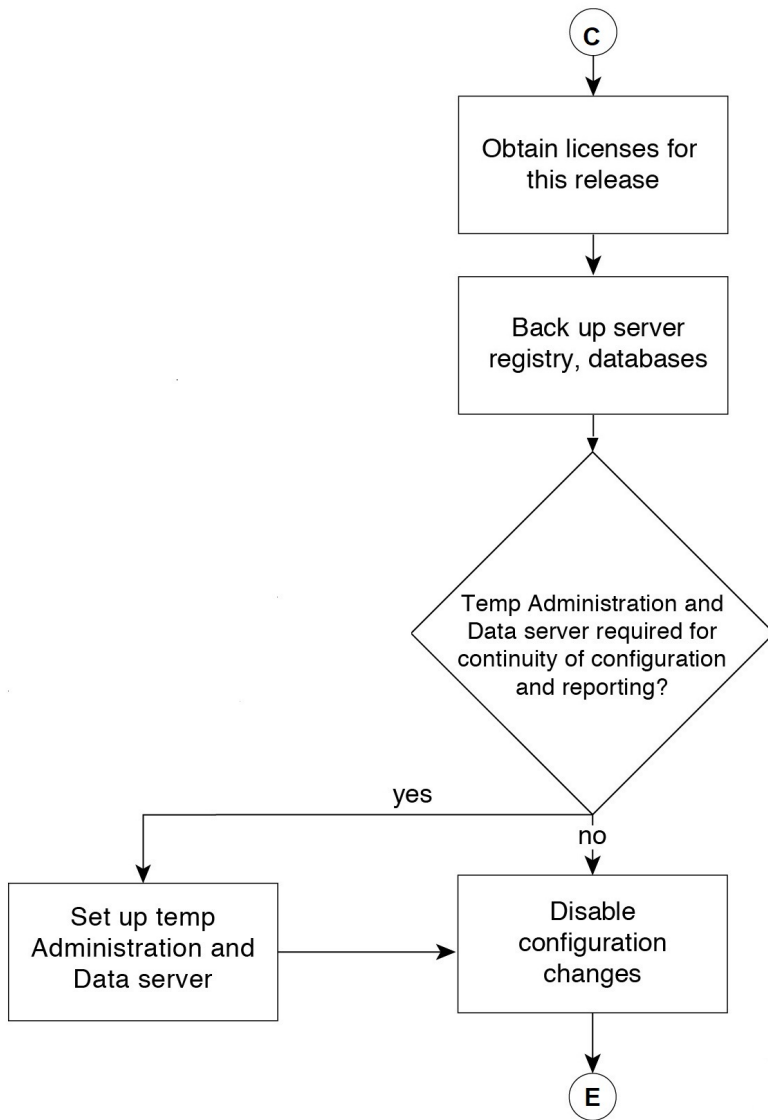 C
Obtain licenses for
this release
Back up server
registry, databases
Temp Administration and
Data server required for
continuity of configuration
and reporting?
yes
no
Set up temp
Administration and
Data server
Disable
configuration
changes
E